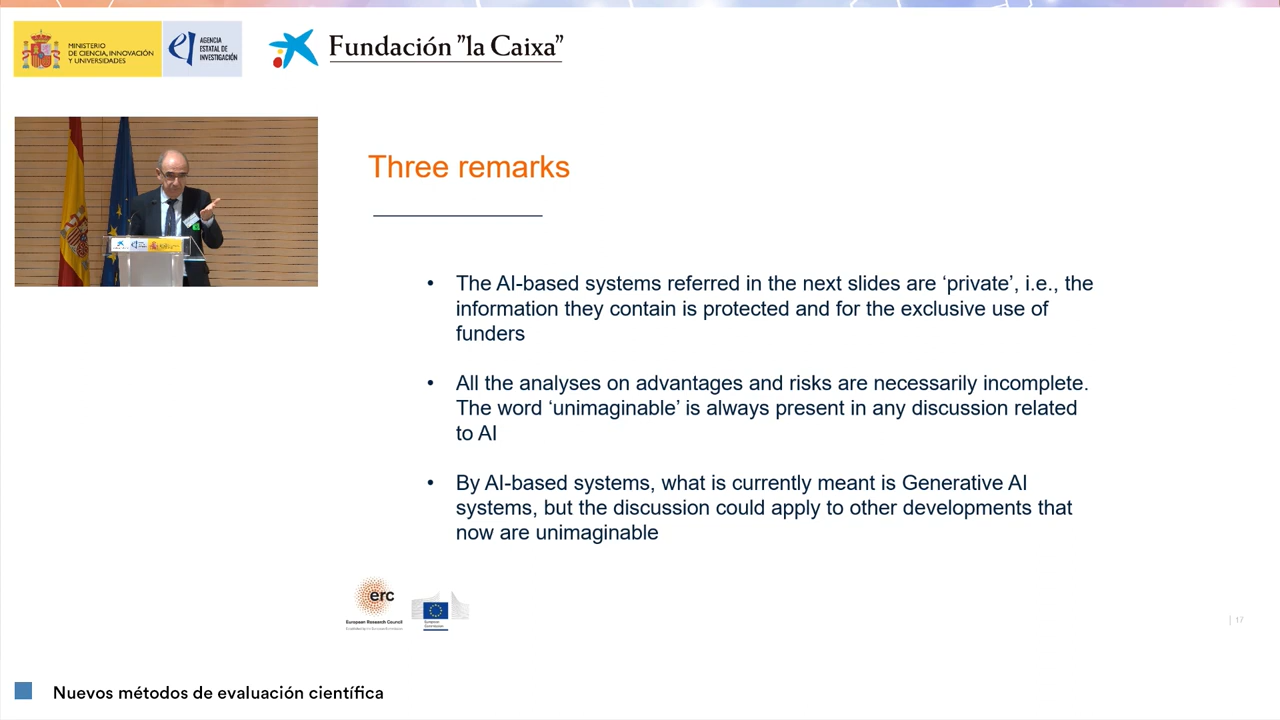 MINISTERIO
DE CIENCIA, INNOVACIÓN
Y UNIVERSIDADES
AGENCIA
ESTATAL DE
INVESTIGACIÓN
Fundación "la Caixa"
Three remarks
• The AI-based systems referred in the next slides are ‘private’, i.e., the
information they contain is protected and for the exclusive use of
funders
• All the analyses on advantages and risks are necessarily incomplete.
The word ‘unimaginable’ is always present in any discussion related
to AI
• By AI-based systems, what is currently meant is Generative AI
systems, but the discussion could apply to other developments that
now are unimaginable
erc
European Research Council
European
Commission
17
Nuevos métodos de evaluación científica